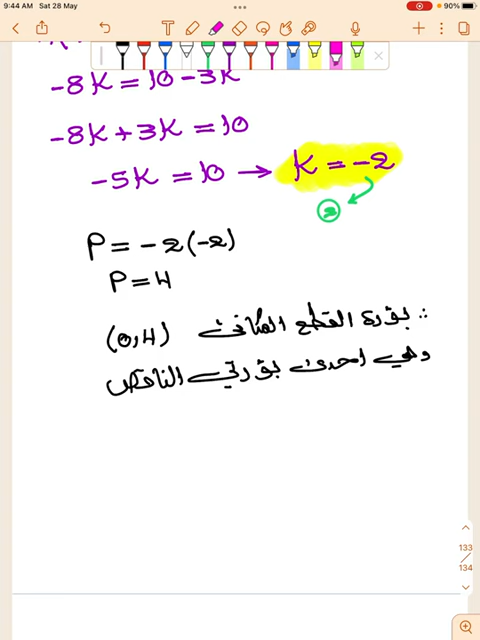 9:44 AM Sat 28 May
90%
-8K = 10 - 3K
-8K + 3K = 10
-5K = 10 → K = -2
2
P = -2(-2)
P = 4
∴ بؤرة القطع المكافئ (0,4)
وهي احدى بؤرتي الناقص
133
134